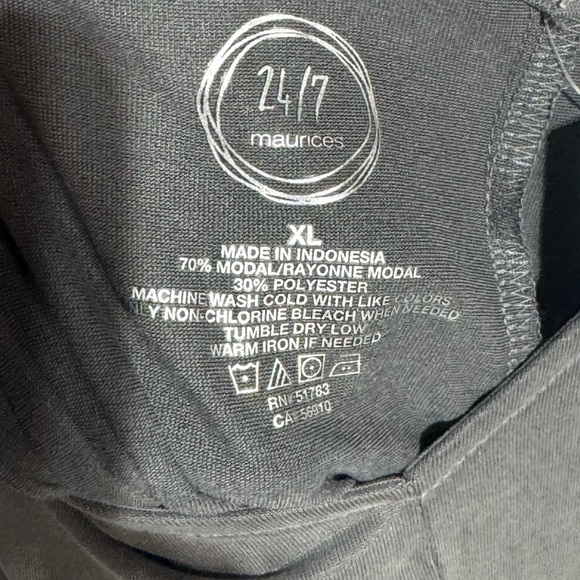 24/7
maurices
XL
MADE IN INDONESIA
70% MODAL/RAYONNE MODAL
30% POLYESTER
MACHINE WASH COLD WITH LIKE COLORS
NON-CHLORINE BLEACH WHEN NEEDED
TUMBLE DRY LOW
WARM IRON IF NEEDED
RN# 51783
CA# 56910